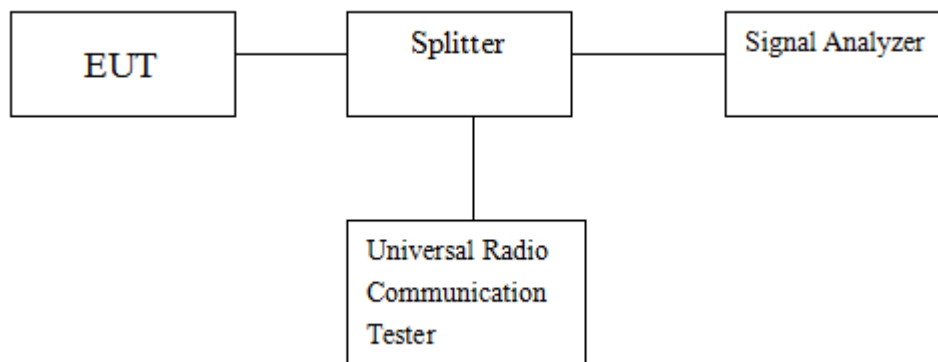 EUT
Splitter
Signal Analyzer
Universal Radio
Communication
Tester